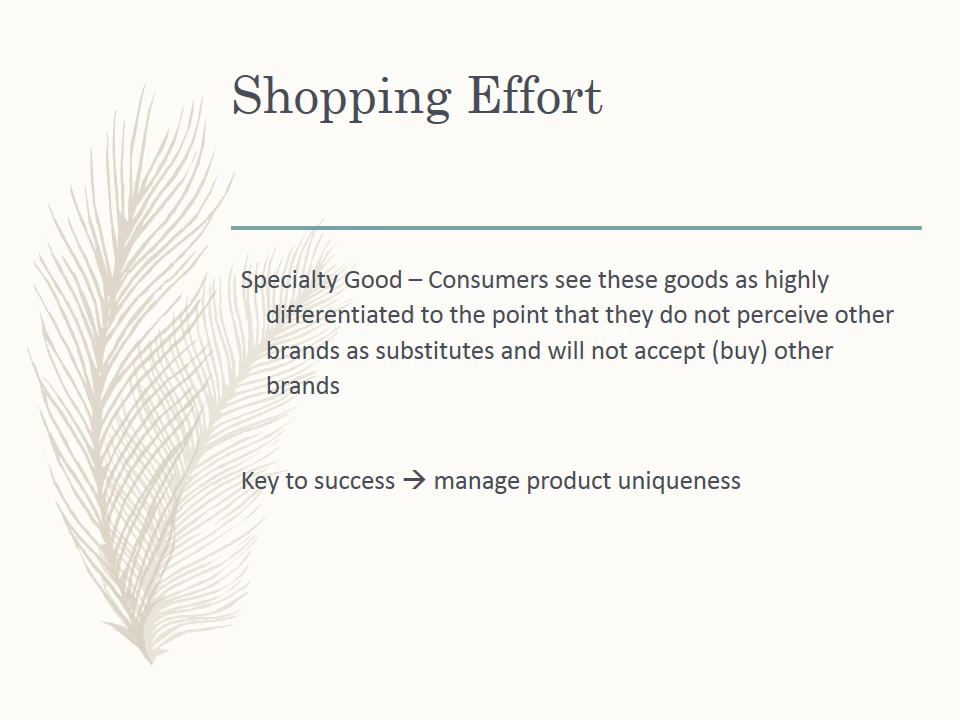 Shopping Effort
Specialty Good – Consumers see these goods as highly
differentiated to the point that they do not perceive other
brands as substitutes and will not accept (buy) other
brands
Key to success → manage product uniqueness